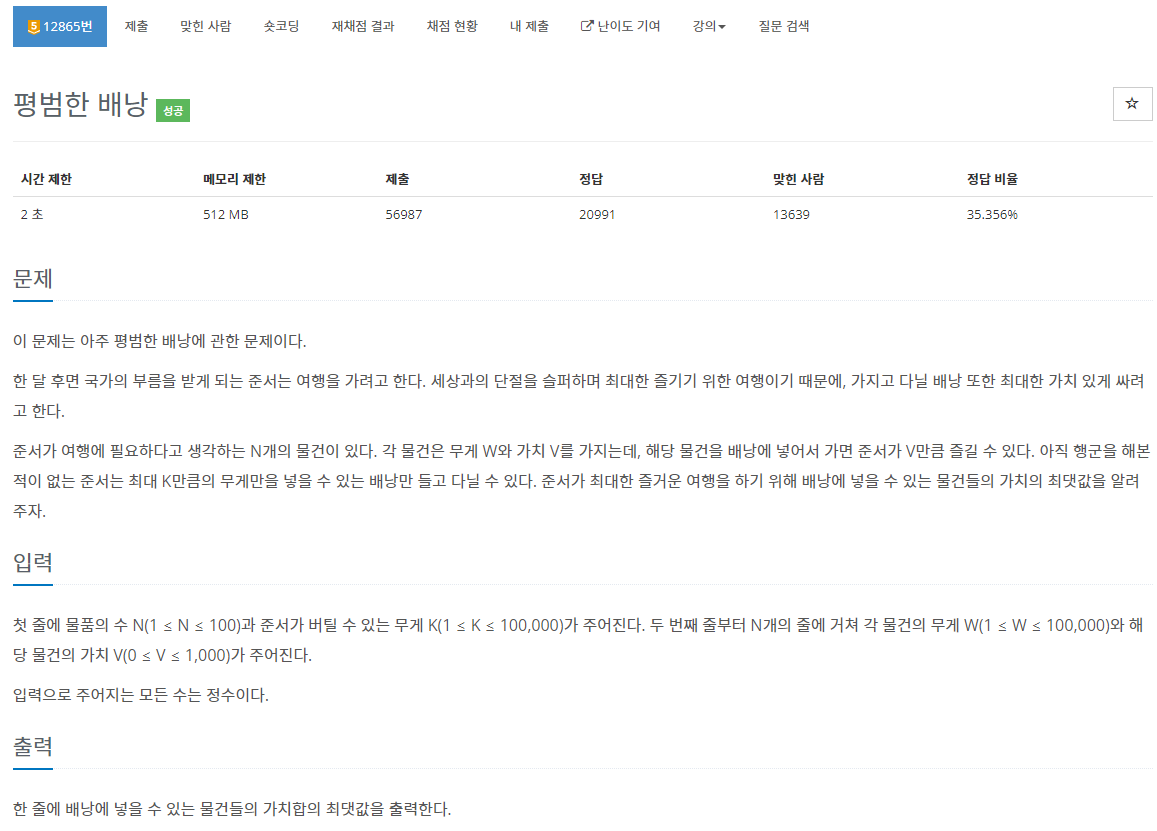 5 12865번 제출 맞힌 사람 숏코딩 재채점 결과 채점 현황 내 제출 난이도 기여 강의 질문 검색
평범한 배낭 성공
시간 제한 메모리 제한 제출 정답 맞힌 사람 정답 비율
2 초 512 MB 56987 20991 13639 35.356%
문제
이 문제는 아주 평범한 배낭에 관한 문제이다.
한 달 후면 국가의 부름을 받게 되는 준서는 여행을 가려고 한다. 세상과의 단절을 슬퍼하며 최대한 즐기기 위한 여행이기 때문에, 가지고 다닐 배낭 또한 최대한 가치 있게 싸려
고 한다.
준서가 여행에 필요하다고 생각하는 N개의 물건이 있다. 각 물건은 무게 W와 가치 V를 가지는데, 해당 물건을 배낭에 넣어서 가면 준서가 V만큼 즐길 수 있다. 아직 행군을 해본
적이 없는 준서는 최대 K만큼의 무게만을 넣을 수 있는 배낭만 들고 다닐 수 있다. 준서가 최대한 즐거운 여행을 하기 위해 배낭에 넣을 수 있는 물건들의 가치의 최댓값을 알려
주자.
입력
첫 줄에 물품의 수 N(1 ≤ N ≤ 100)과 준서가 버틸 수 있는 무게 K(1 ≤ K ≤ 100,000)가 주어진다. 두 번째 줄부터 N개의 줄에 거쳐 각 물건의 무게 W(1 ≤ W ≤ 100,000)와 해
당 물건의 가치 V(0 ≤ V ≤ 1,000)가 주어진다.
입력으로 주어지는 모든 수는 정수이다.
출력
한 줄에 배낭에 넣을 수 있는 물건들의 가치합의 최댓값을 출력한다.